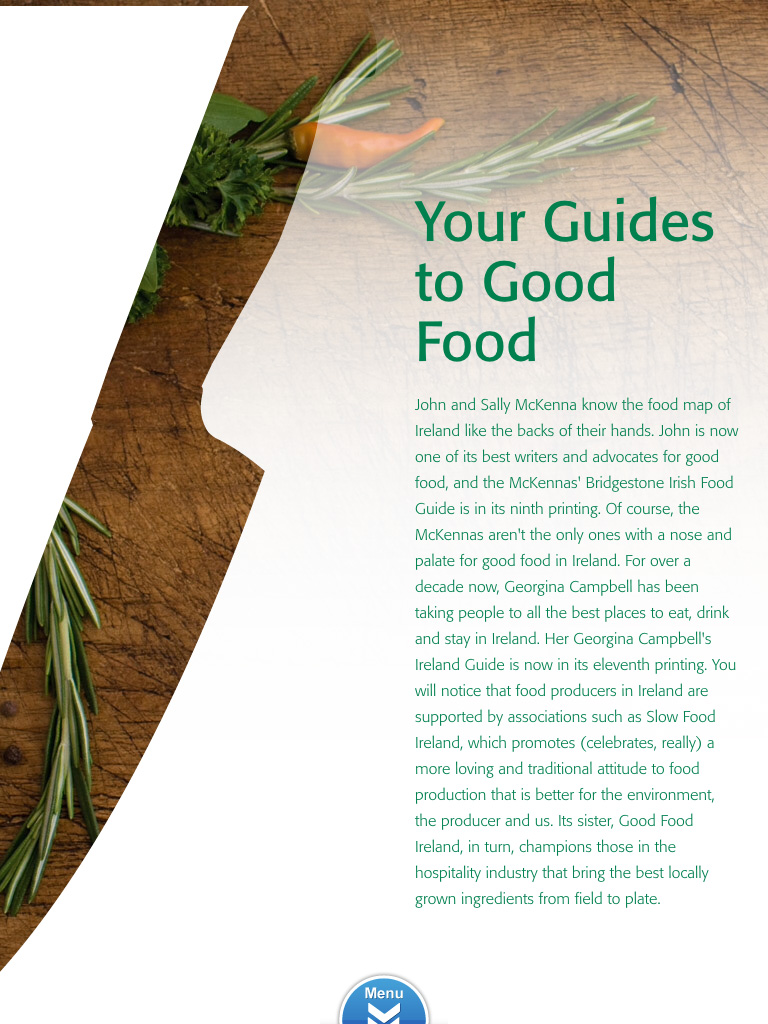 Your Guides
to Good
Food
John and Sally McKenna know the food map of
Ireland like the backs of their hands. John is now
one of its best writers and advocates for good
food, and the McKennas' Bridgestone Irish Food
Guide is in its ninth printing. Of course, the
McKennas aren't the only ones with a nose and
palate for good food in Ireland. For over a
decade now, Georgina Campbell has been
taking people to all the best places to eat, drink
and stay in Ireland. Her Georgina Campbell's
Ireland Guide is now in its eleventh printing. You
will notice that food producers in Ireland are
supported by associations such as Slow Food
Ireland, which promotes (celebrates, really) a
more loving and traditional attitude to food
production that is better for the environment,
the producer and us. Its sister, Good Food
Ireland, in turn, champions those in the
hospitality industry that bring the best locally
grown ingredients from field to plate.
Menu